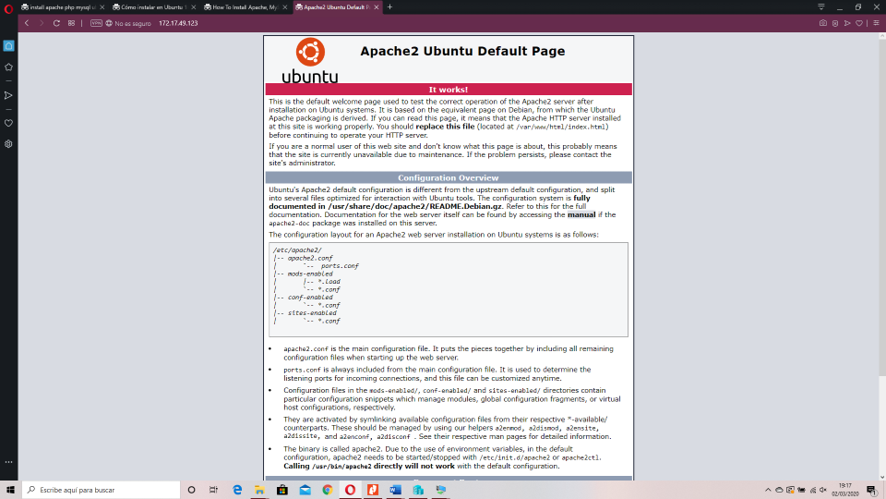 install apache php mysql u
Cómo instalar en Ubuntu 1
How To Install Apache, My
Apache2 Ubuntu Default P
VPN
No es seguro
172.17.49.123
ubuntu
Apache2 Ubuntu Default Page
It works!
This is the default welcome page used to test the correct operation of the Apache2 server after
installation on Ubuntu systems. It is based on the equivalent page on Debian, from which the Ubuntu
Apache packaging is derived. If you can read this page, it means that the Apache HTTP server installed
at this site is working properly. You should replace this file (located at /var/www/html/index.html)
before continuing to operate your HTTP server.
If you are a normal user of this web site and don't know what this page is about, this probably means
that the site is currently unavailable due to maintenance. If the problem persists, please contact the
site's administrator.
Configuration Overview
Ubuntu's Apache2 default configuration is different from the upstream default configuration, and split
into several files optimized for interaction with Ubuntu tools. The configuration system is fully
documented in /usr/share/doc/apache2/README.Debian.gz. Refer to this for the full
documentation. Documentation for the web server itself can be found by accessing the manual if the
apache2-doc package was installed on this server.
The configuration layout for an Apache2 web server installation on Ubuntu systems is as follows:
/etc/apache2/
|-- apache2.conf
|       `--  ports.conf
|-- mods-enabled
|       |-- *.load
|       `-- *.conf
|-- conf-enabled
|       `-- *.conf
|-- sites-enabled
|       `-- *.conf
• apache2.conf is the main configuration file. It puts the pieces together by including all remaining
configuration files when starting up the web server.
• ports.conf is always included from the main configuration file. It is used to determine the
listening ports for incoming connections, and this file can be customized anytime.
• Configuration files in the mods-enabled/, conf-enabled/ and sites-enabled/ directories contain
particular configuration snippets which manage modules, global configuration fragments, or virtual
host configurations, respectively.
• They are activated by symlinking available configuration files from their respective *-available/
counterparts. These should be managed by using our helpers a2enmod, a2dismod, a2ensite,
a2dissite, and a2enconf, a2disconf . See their respective man pages for detailed information.
• The binary is called apache2. Due to the use of environment variables, in the default
configuration, apache2 needs to be started/stopped with /etc/init.d/apache2 or apache2ctl.
Calling /usr/bin/apache2 directly will not work with the default configuration.
Escribe aquí para buscar
19:17
02/03/2020